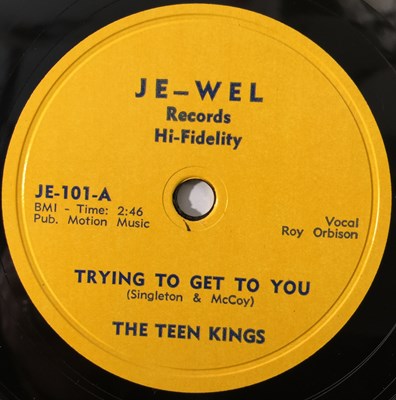 JE-WEL
Records
Hi-Fidelity
JE-101-A
BMI - Time: 2:46
Pub. Motion Music
Vocal
Roy Orbison
TRYING TO GET TO YOU
(Singleton & McCoy)
THE TEEN KINGS